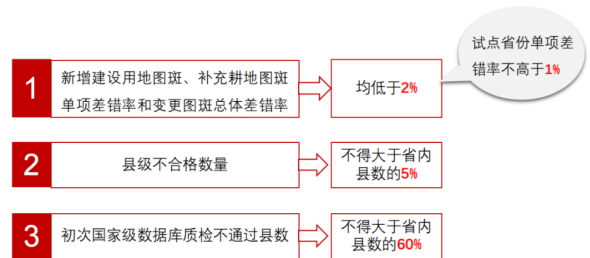 试点省份单项差
错率不高于1%
1
新增建设用地图斑、补充耕地图斑
单项差错率和变更图斑总体差错率
均低于2%
2
县级不合格数量
不得大于省内
县数的5%
3
初次国家级数据库质检不通过县数
不得大于省内
县数的60%